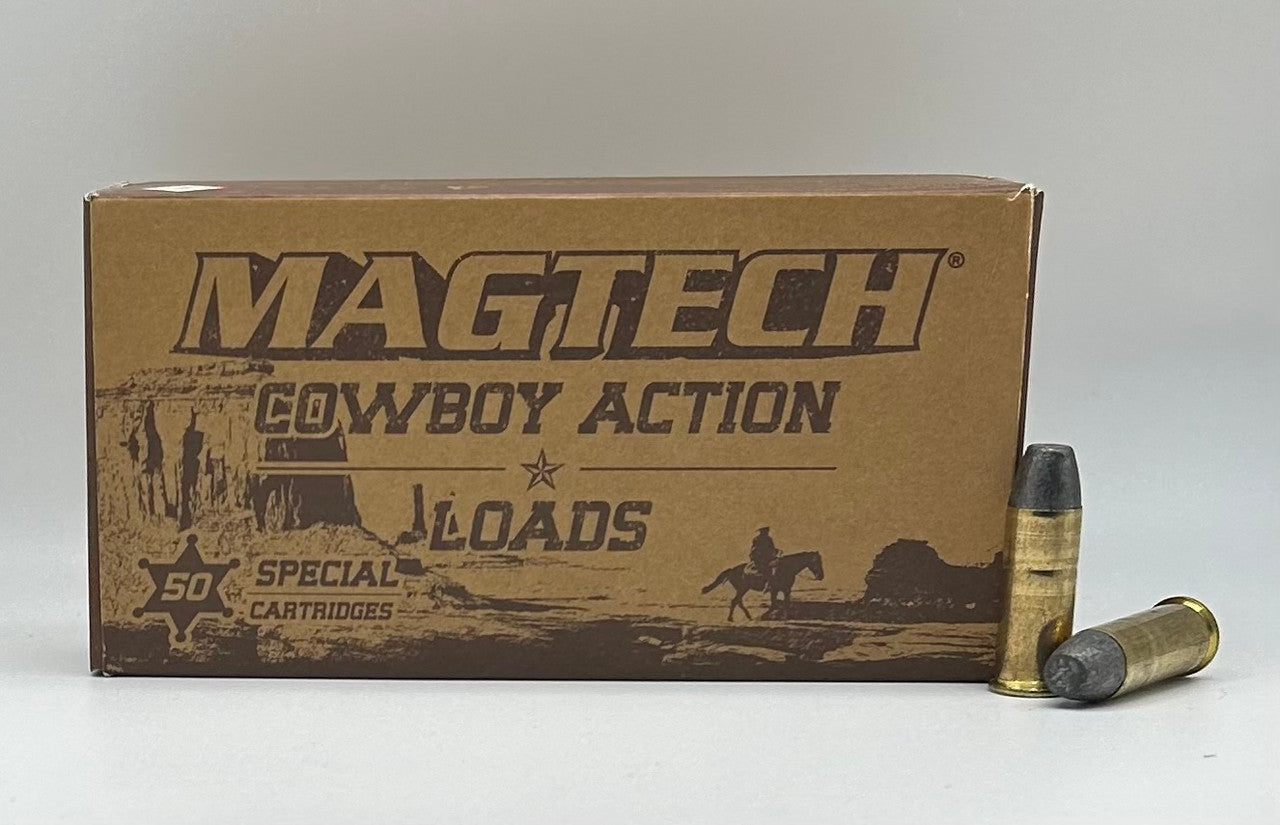 MAGTECH®
COWBOY ACTION
LOADS
50
SPECIAL
CARTRIDGES